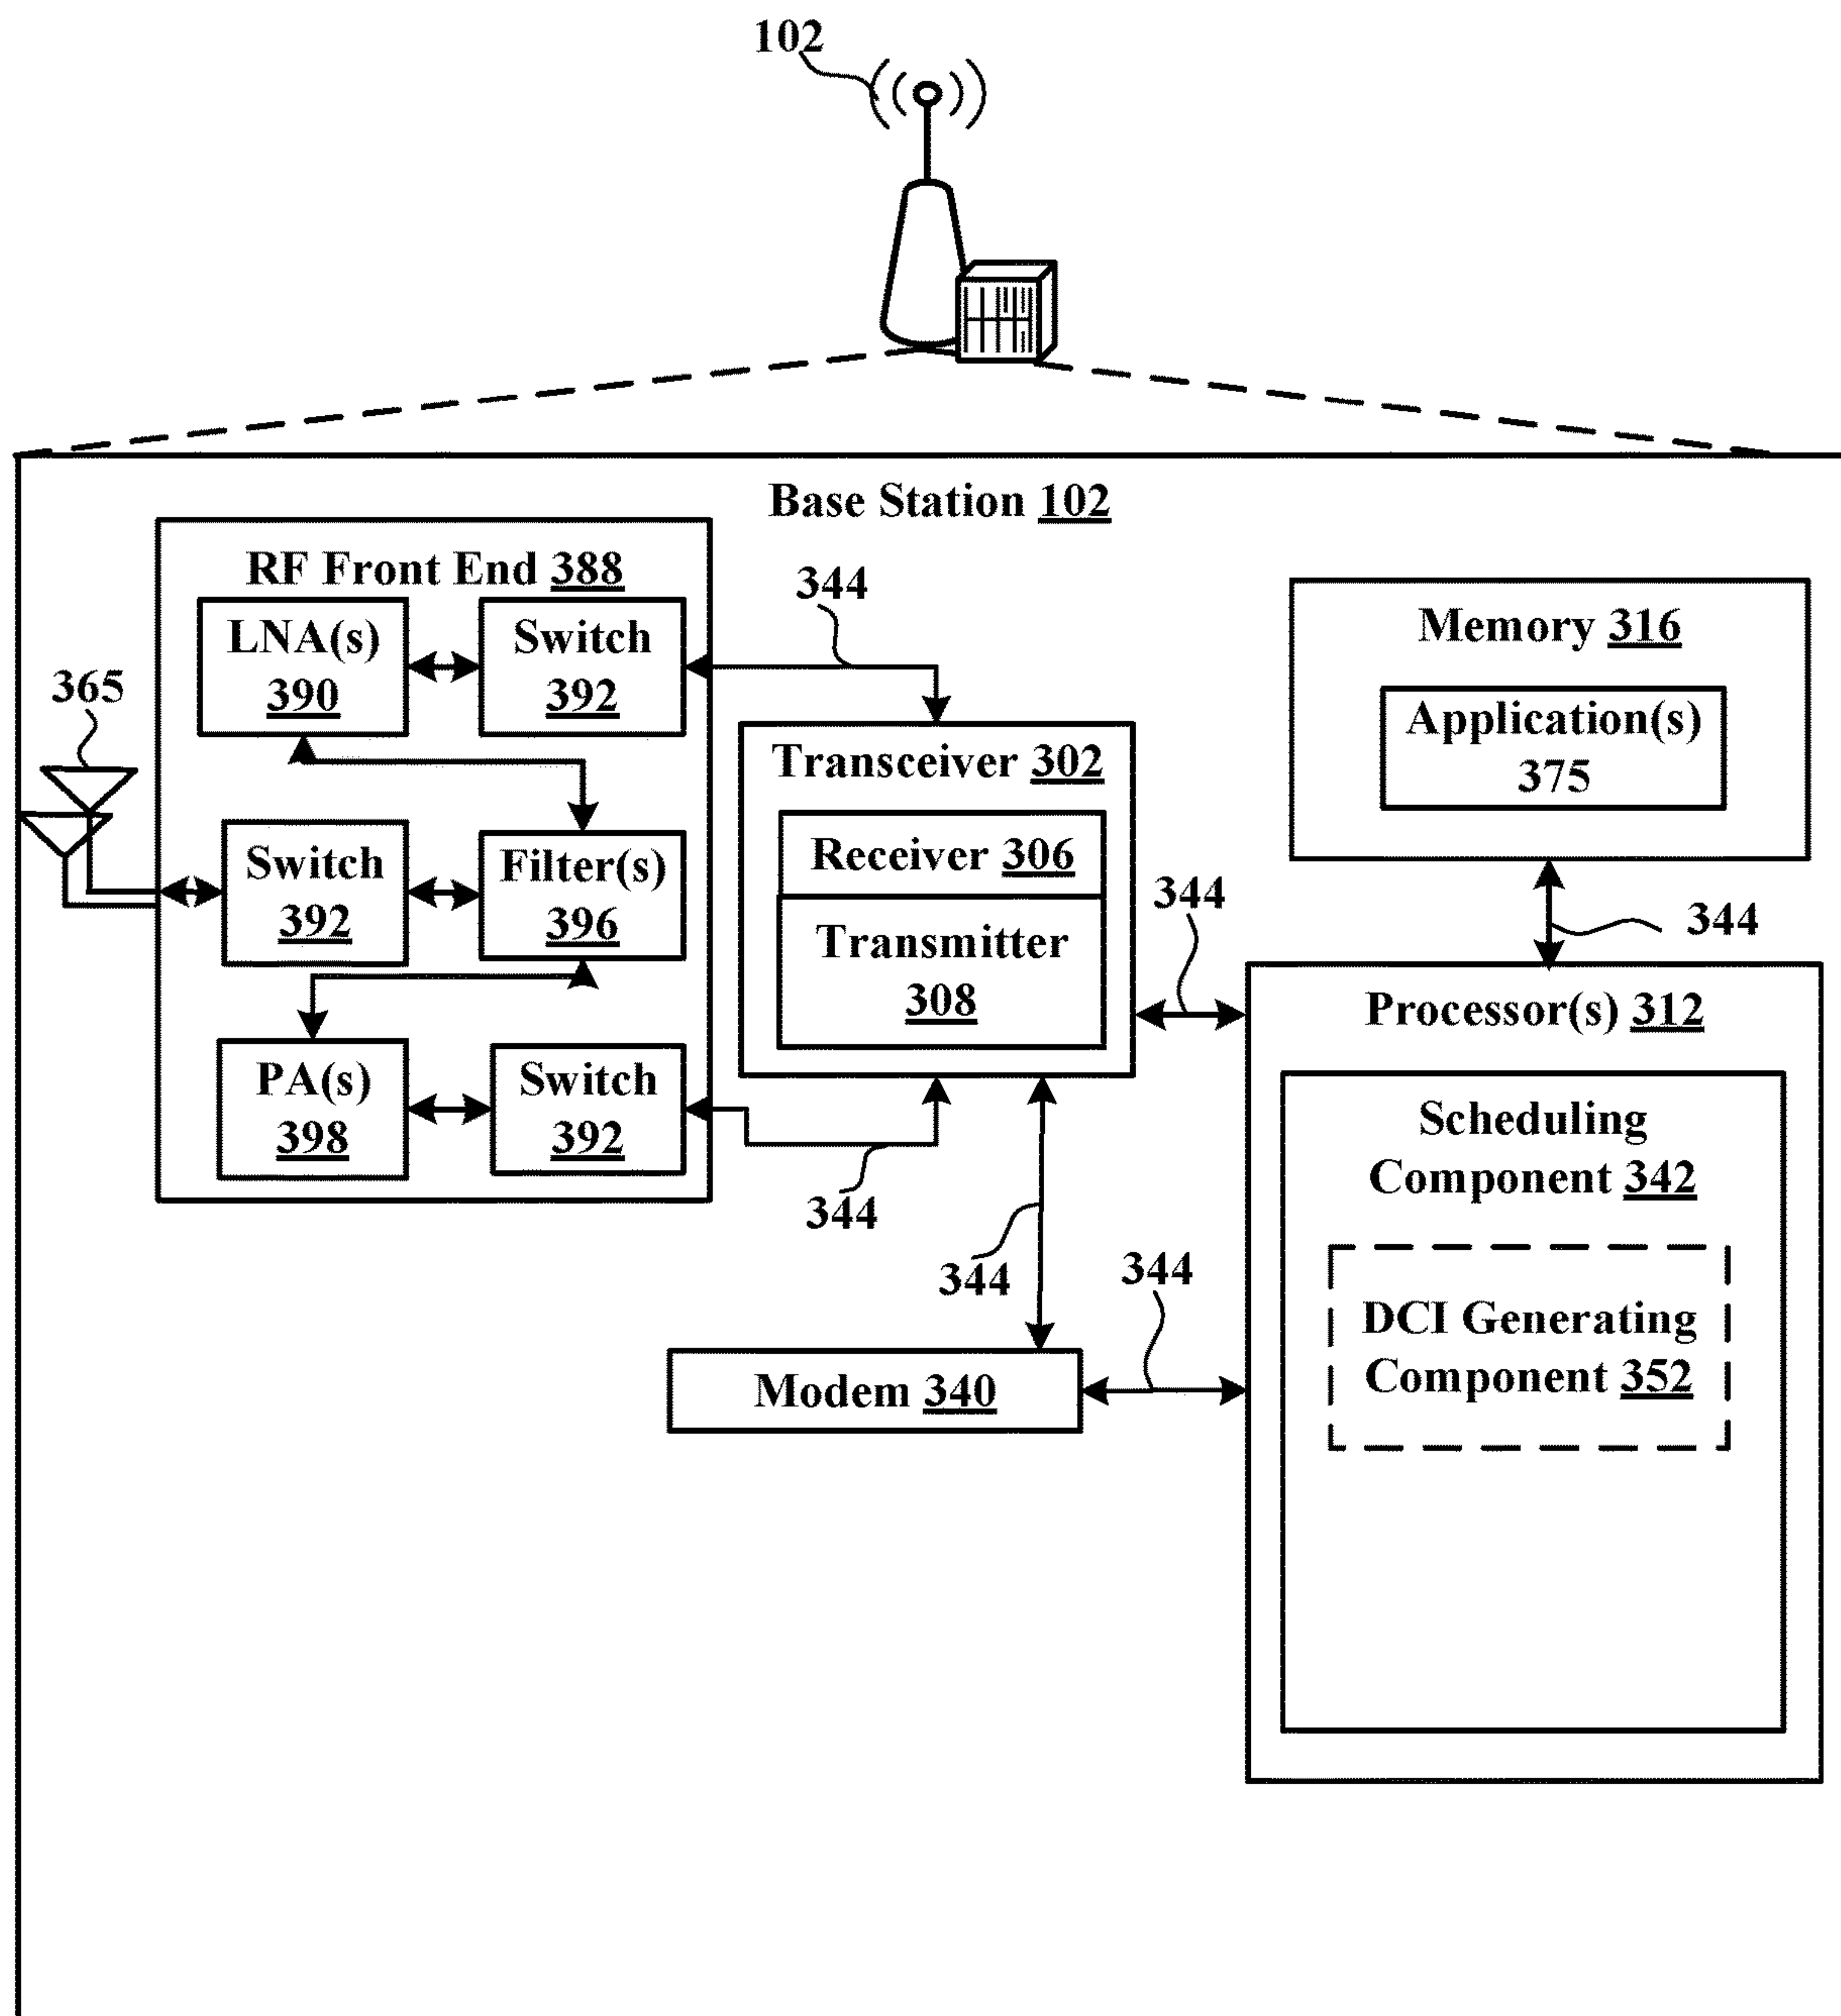 102
Base Station 102
RF Front End 388
LNA(s)
390
Switch
392
344
365
Switch
392
Filter(s)
396
PA(s)
398
Switch
392
344
Transceiver 302
Receiver 306
Transmitter
308
344
344
Modem 340
344
Memory 316
Application(s)
375
344
Processor(s) 312
Scheduling
Component 342
DCI Generating
Component 352